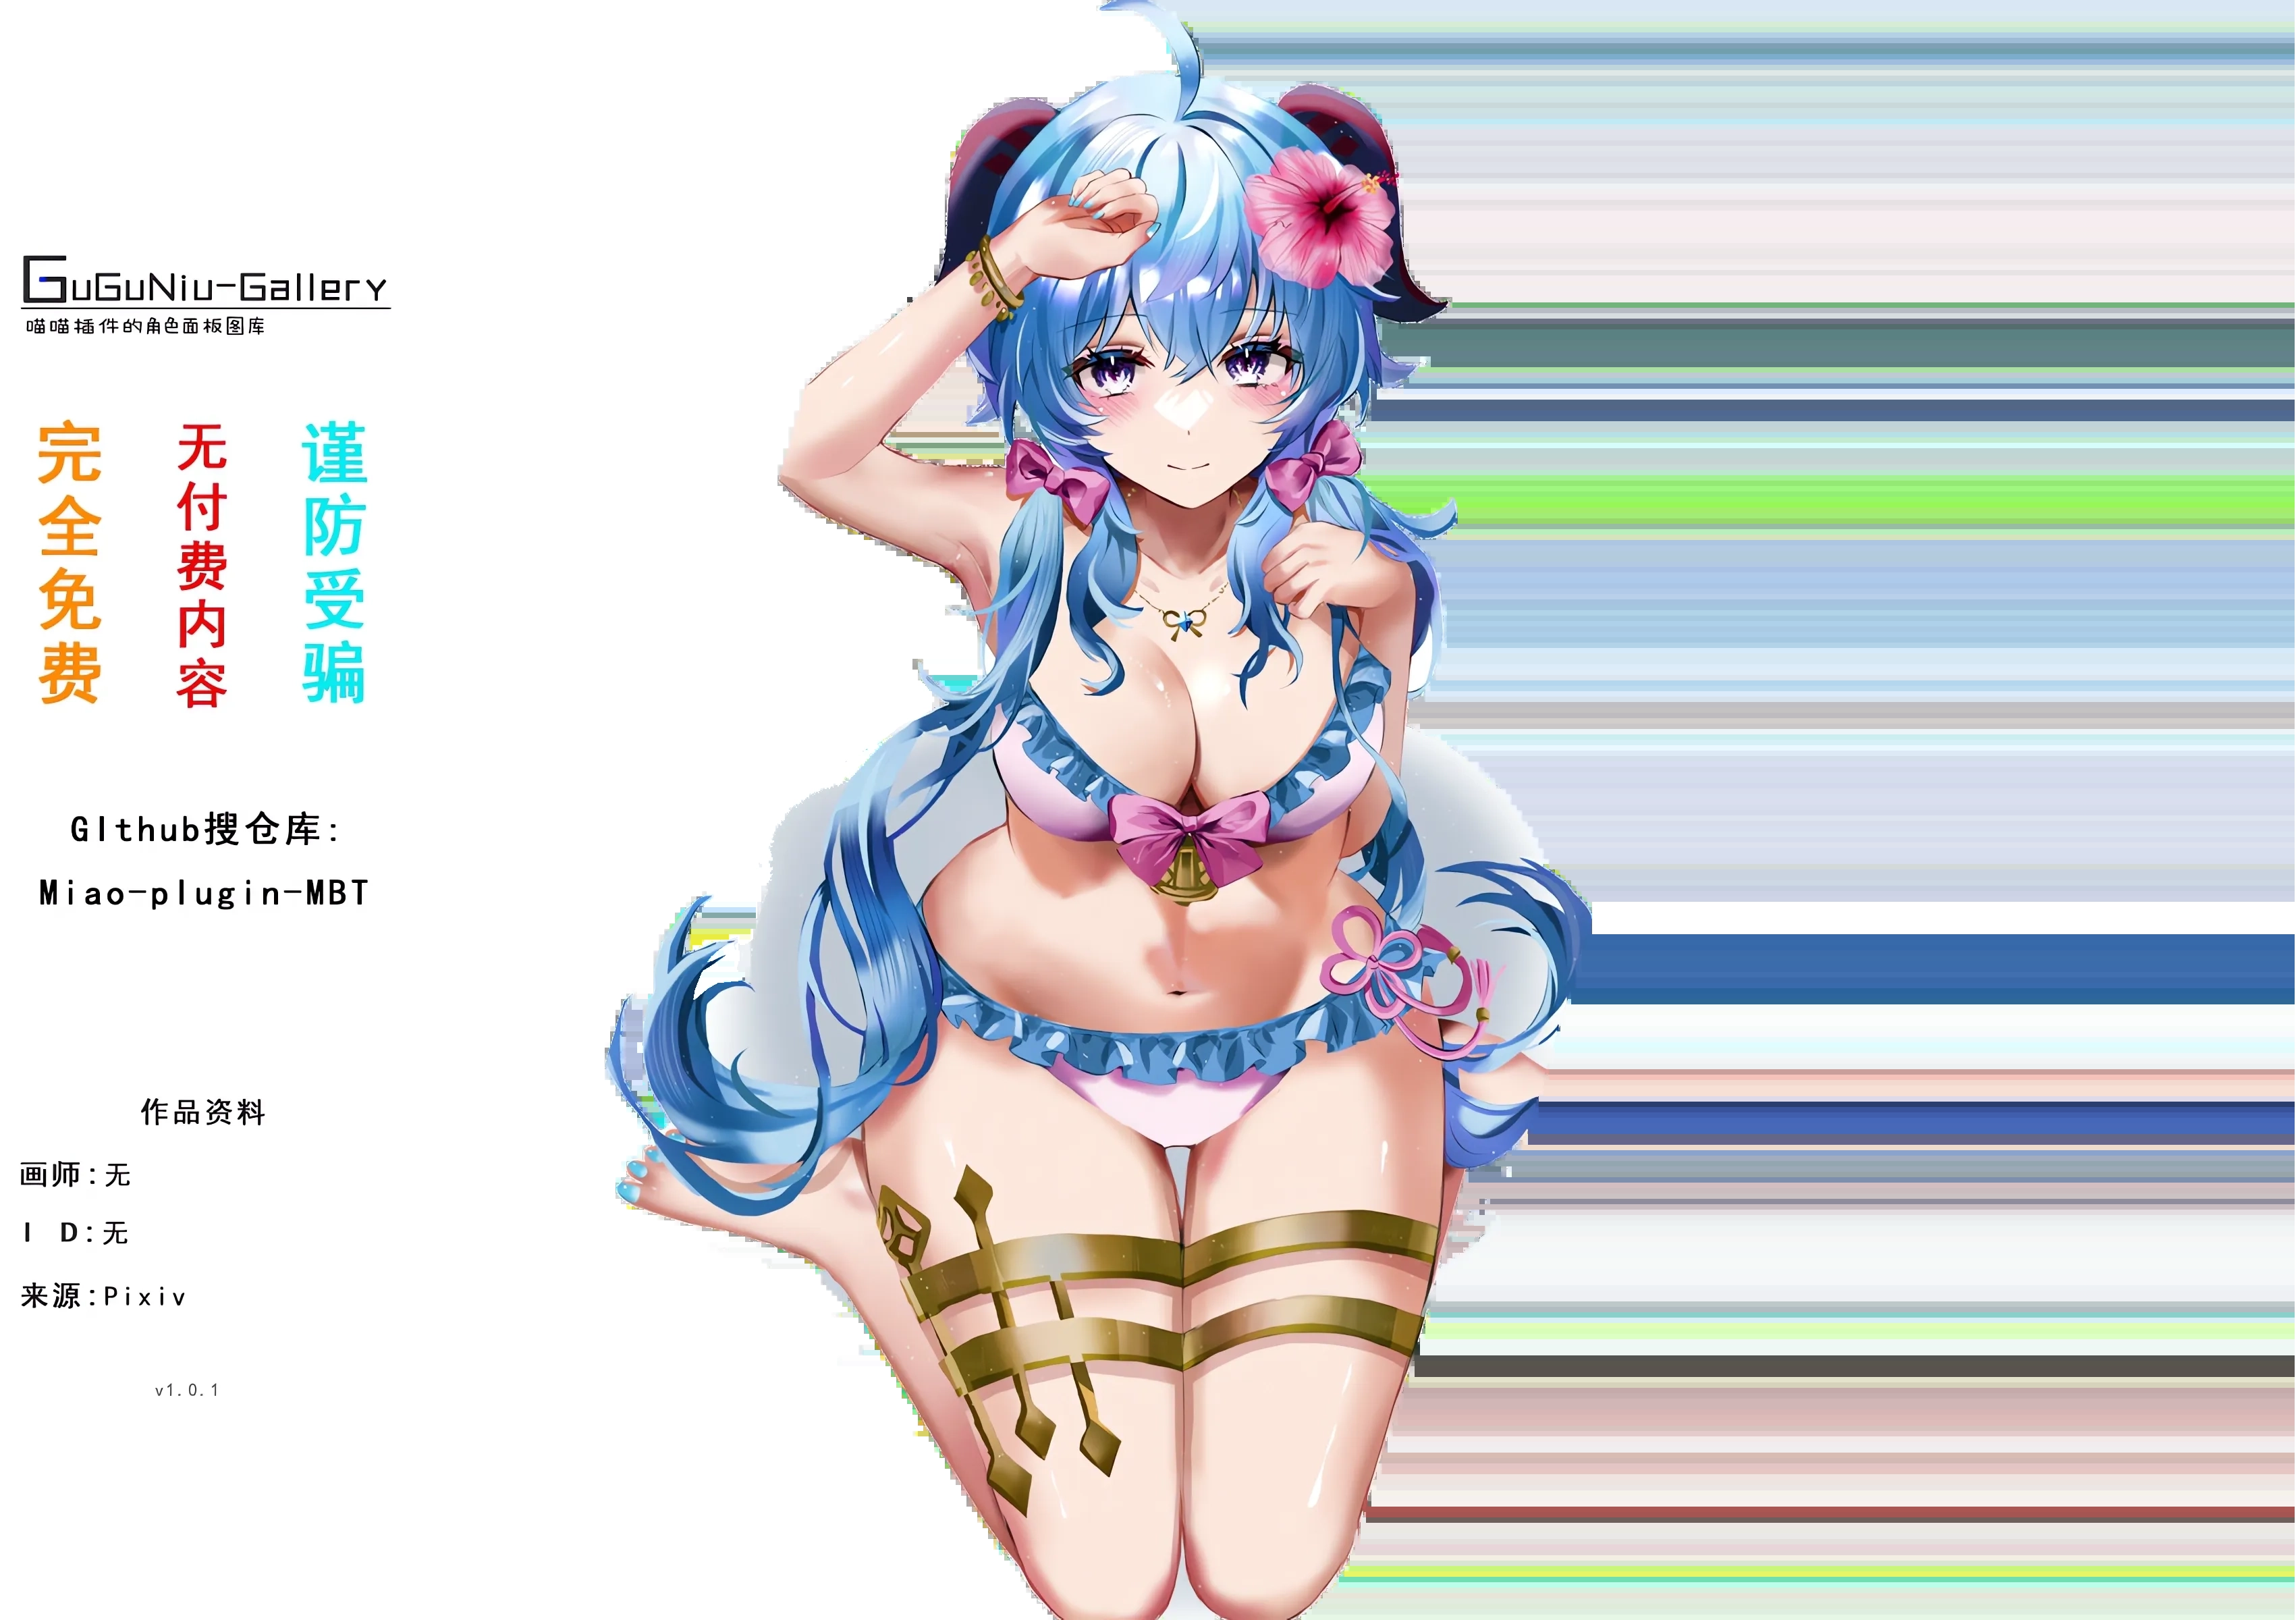 GuGuNiu-Gallery
喵喵插件的角色面板图库
完全免费
无付费内容
谨防受骗
GIthub搜仓库:
Miao-plugin-MBT
作品资料
画师:无
I D:无
来源:Pixiv
v1.0.1